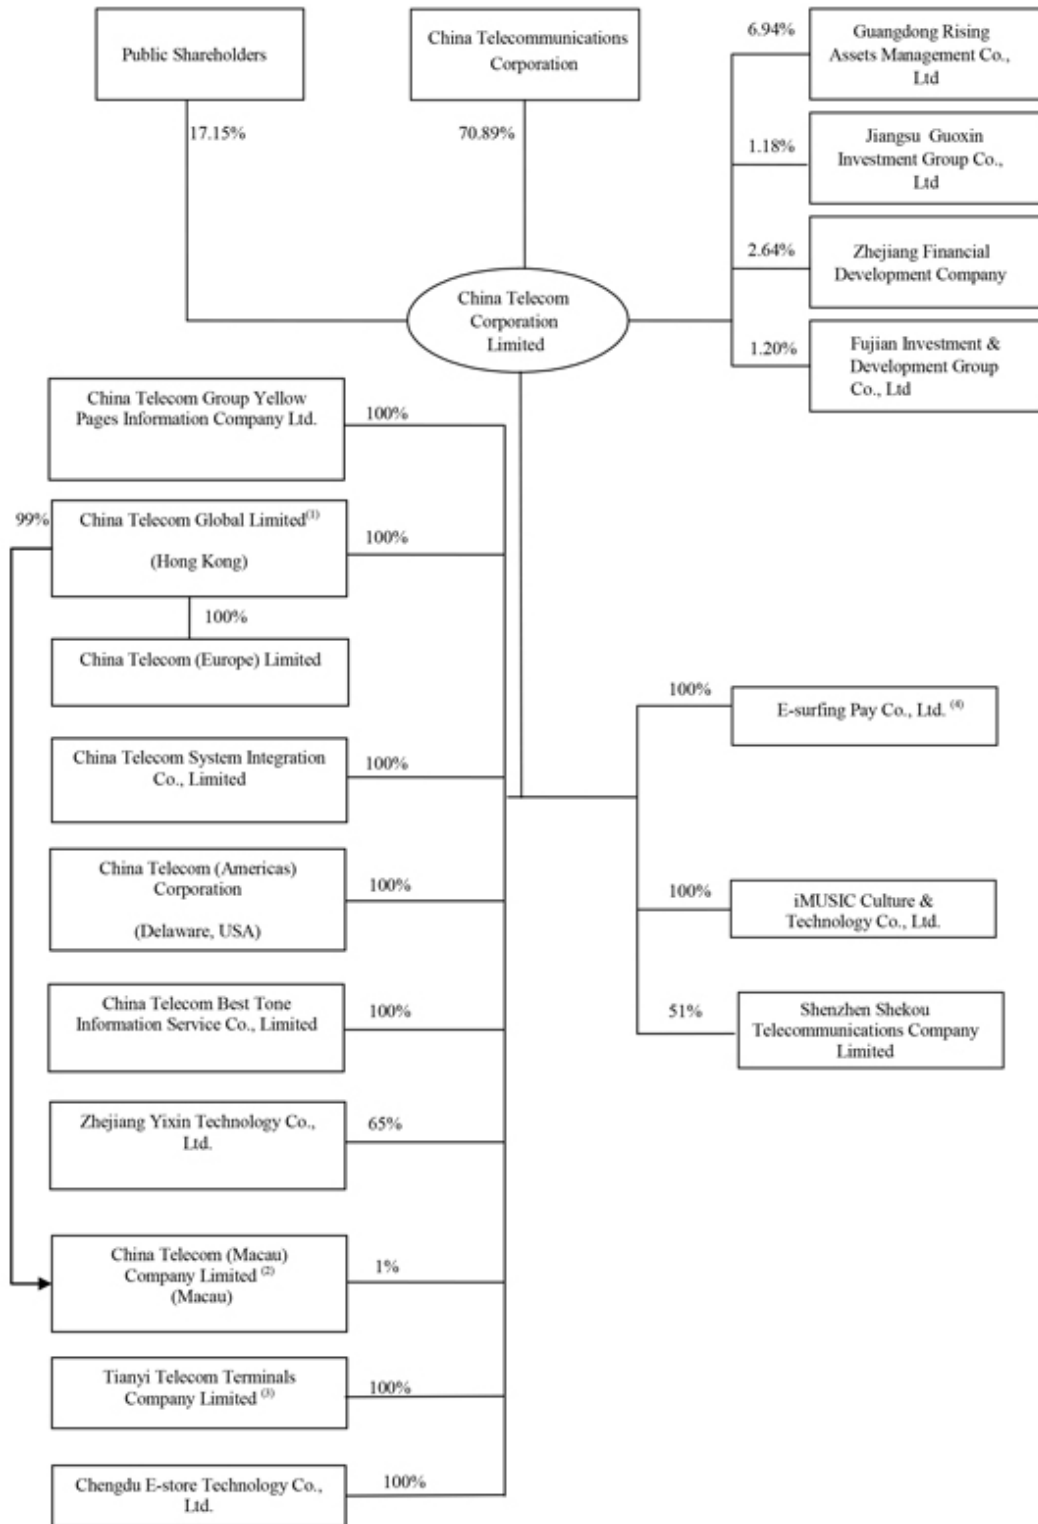 Public Shareholders
China Telecommunications
Corporation
6.94%
Guangdong Rising
Assets Management Co.,
Ltd
17.15%
70.89%
1.18%
Jiangsu Guoxin
Investment Group Co.,
Ltd
2.64%
Zhejiang Financial
Development Company
China Telecom
Corporation
Limited
1.20%
Fujian Investment &
Development Group
Co., Ltd
China Telecom Group Yellow
Pages Information Company Ltd.
100%
99%
China Telecom Global Limited(1)
(Hong Kong)
100%
100%
China Telecom (Europe) Limited
100%
E-surfing Pay Co., Ltd. (4)
China Telecom System Integration
Co., Limited
100%
China Telecom (Americas)
Corporation
(Delaware, USA)
100%
100%
iMUSIC Culture &
Technology Co., Ltd.
China Telecom Best Tone
Information Service Co., Limited
100%
51%
Shenzhen Shekou
Telecommunications Company
Limited
Zhejiang Yixin Technology Co.,
Ltd.
65%
China Telecom (Macau)
Company Limited (2)
(Macau)
1%
Tianyi Telecom Terminals
Company Limited (3)
100%
Chengdu E-store Technology Co.,
Ltd.
100%